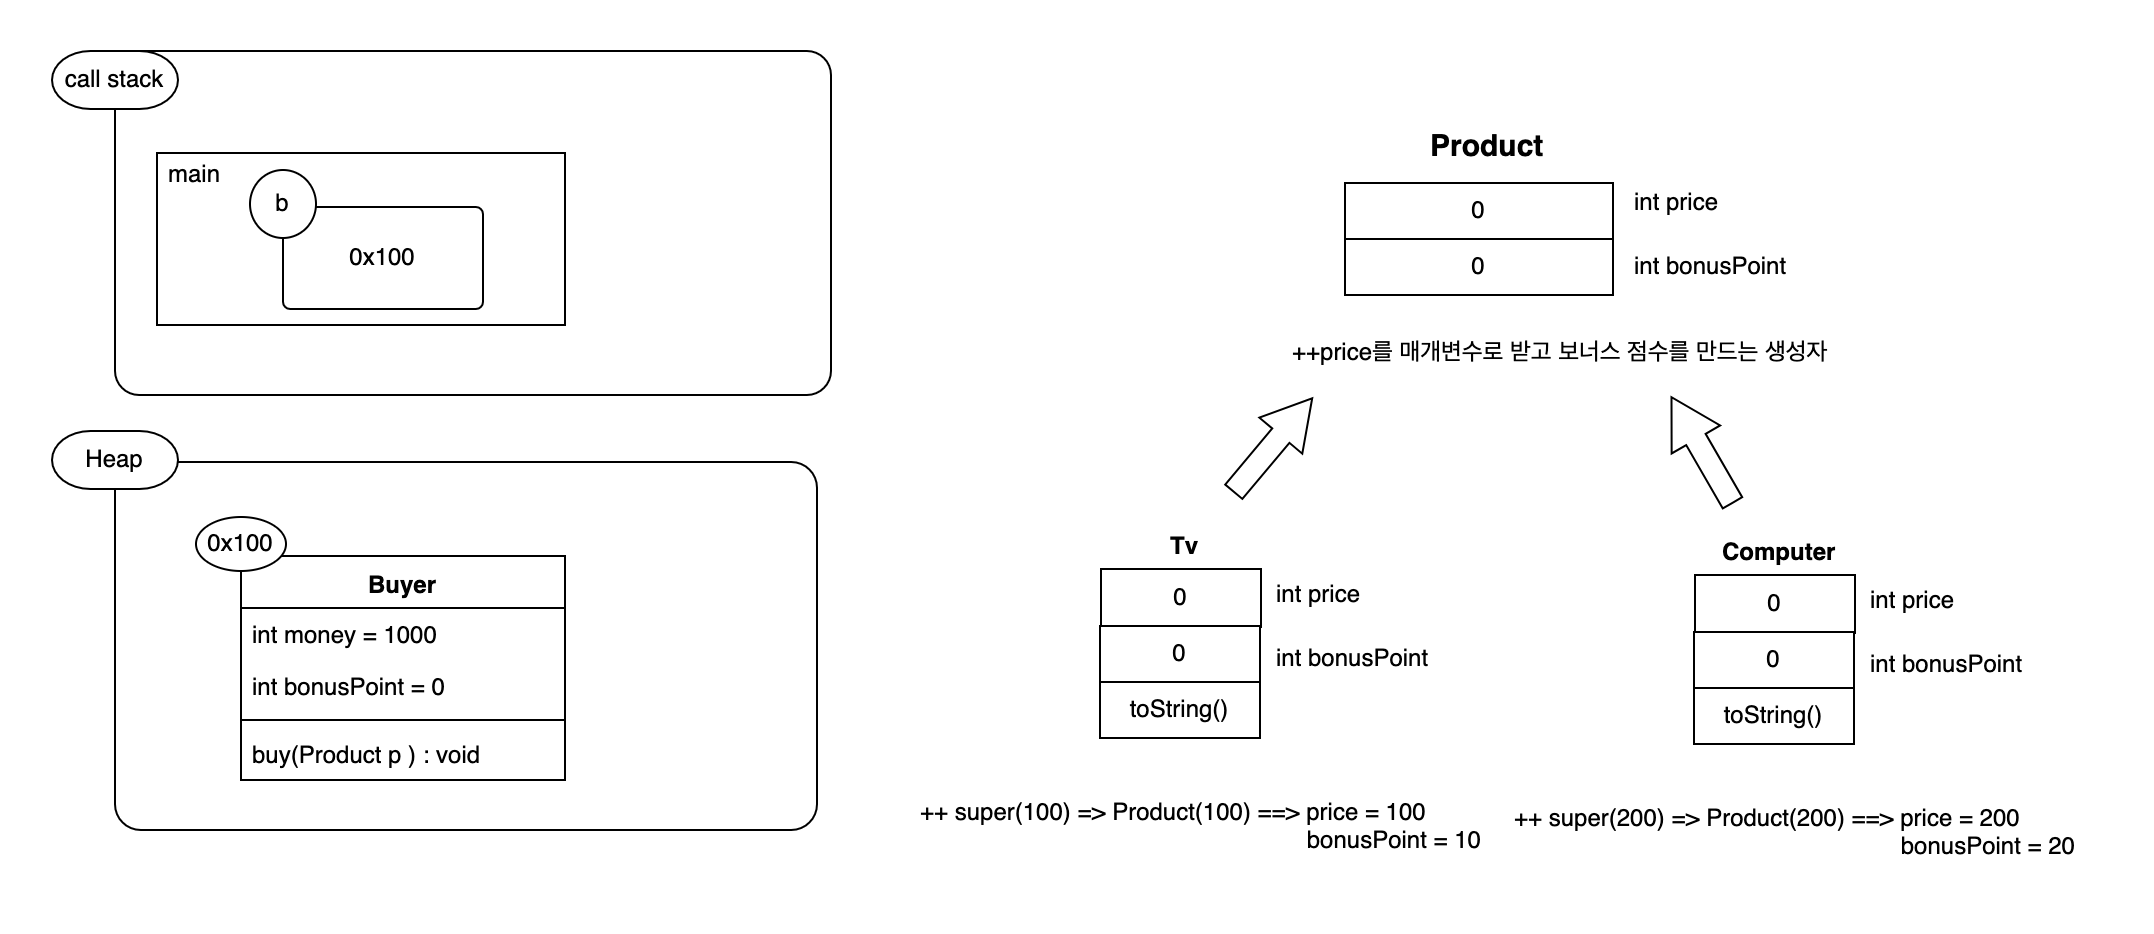 call stack
main
b
0x100
Heap
0x100
Buyer
int money = 1000
int bonusPoint = 0
buy(Product p ) : void
Product
0
int price
0
int bonusPoint
++price를 매개변수로 받고 보너스 점수를 만드는 생성자
Tv
0
int price
0
int bonusPoint
toString()
++ super(100) => Product(100) ==> price = 100
bonusPoint = 10
Computer
0
int price
0
int bonusPoint
toString()
++ super(200) => Product(200) ==> price = 200
bonusPoint = 20